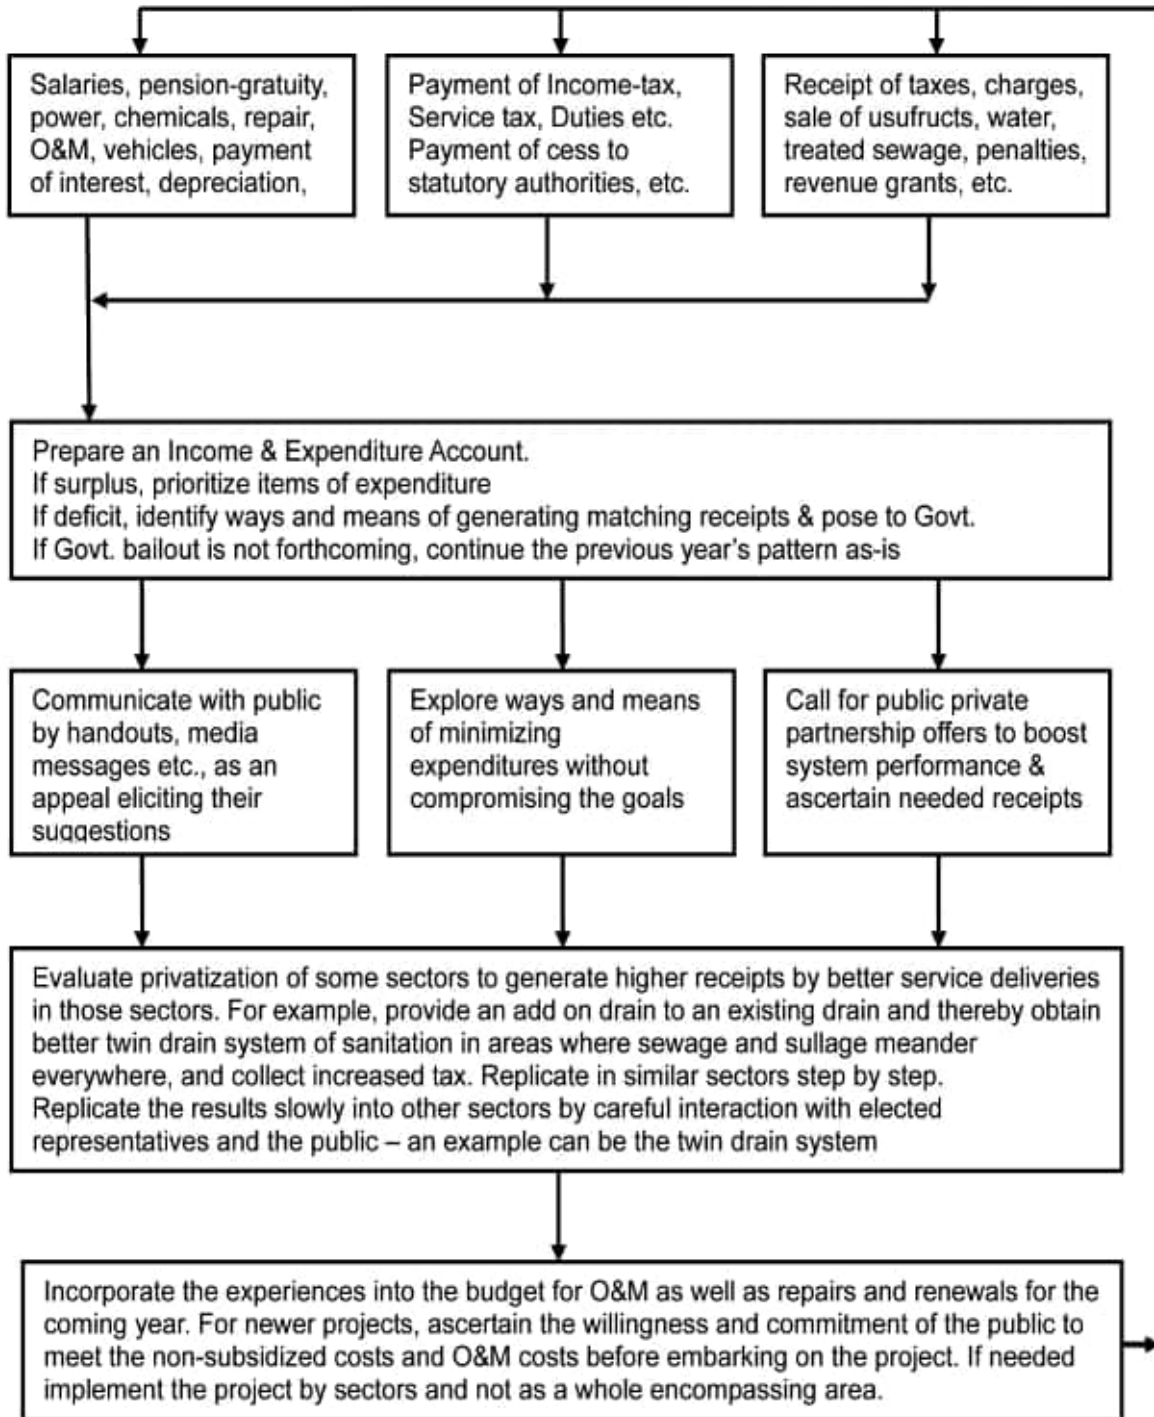 Salaries, pension-gratuity,
power, chemicals, repair,
O&M, vehicles, payment
of interest, depreciation,
Payment of Income-tax,
Service tax, Duties etc.
Payment of cess to
statutory authorities, etc.
Receipt of taxes, charges,
sale of usufructs, water,
treated sewage, penalties,
revenue grants, etc.
Prepare an Income & Expenditure Account.
If surplus, prioritize items of expenditure
If deficit, identify ways and means of generating matching receipts & pose to Govt.
If Govt. bailout is not forthcoming, continue the previous year's pattern as-is
Communicate with public
by handouts, media
messages etc., as an
appeal eliciting their
suggestions
Explore ways and means
of minimizing
expenditures without
compromising the goals
Call for public private
partnership offers to boost
system performance &
ascertain needed receipts
Evaluate privatization of some sectors to generate higher receipts by better service deliveries
in those sectors. For example, provide an add on drain to an existing drain and thereby obtain
better twin drain system of sanitation in areas where sewage and sullage meander
everywhere, and collect increased tax. Replicate in similar sectors step by step.
Replicate the results slowly into other sectors by careful interaction with elected
representatives and the public – an example can be the twin drain system
Incorporate the experiences into the budget for O&M as well as repairs and renewals for the
coming year. For newer projects, ascertain the willingness and commitment of the public to
meet the non-subsidized costs and O&M costs before embarking on the project. If needed
implement the project by sectors and not as a whole encompassing area.